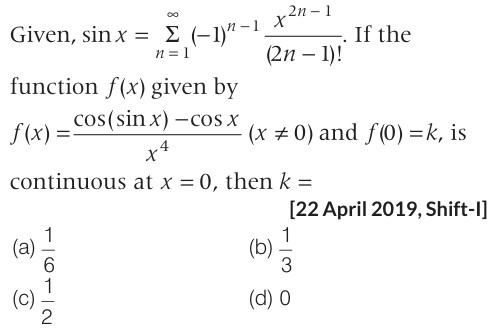 Given, sin x = Σ_{n=1}^{∞} (−1)^{n−1} x^{2n−1}/(2n−1)!. If the
function f(x) given by
f(x) = (cos(sin x) − cos x)/x^4 (x ≠ 0) and f(0) = k, is
continuous at x = 0, then k =
[22 April 2019, Shift-I]
(a) 1/6 (b) 1/3
(c) 1/2 (d) 0